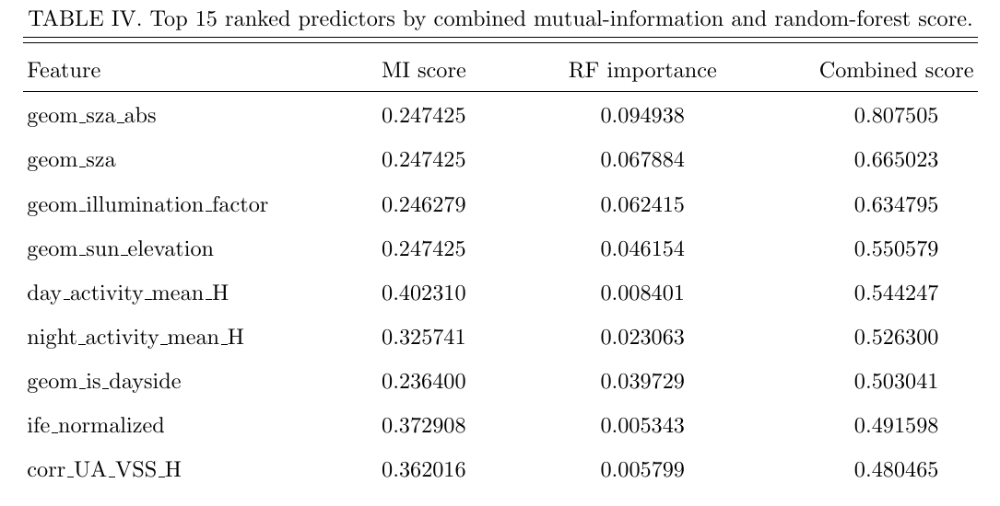 TABLE IV. Top 15 ranked predictors by combined mutual-information and random-forest score.
Feature MI score RF importance Combined score
geom_sza_abs 0.247425 0.094938 0.807505
geom_sza 0.247425 0.067884 0.665023
geom_illumination_factor 0.246279 0.062415 0.634795
geom_sun_elevation 0.247425 0.046154 0.550579
day_activity_mean_H 0.402310 0.008401 0.544247
night_activity_mean_H 0.325741 0.023063 0.526300
geom_is_dayside 0.236400 0.039729 0.503041
ife_normalized 0.372908 0.005343 0.491598
corr_UA_VSS_H 0.362016 0.005799 0.480465